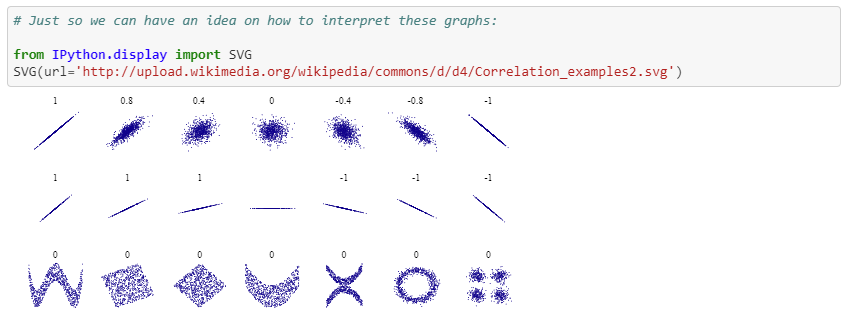 # Just so we can have an idea on how to interpret these graphs:
from IPython.display import SVG
SVG(url='http://upload.wikimedia.org/wikipedia/commons/d/d4/Correlation_examples2.svg')
1 0.8 0.4 0 -0.4 -0.8 -1
1 1 1 -1 -1 -1
0 0 0 0 0 0 0